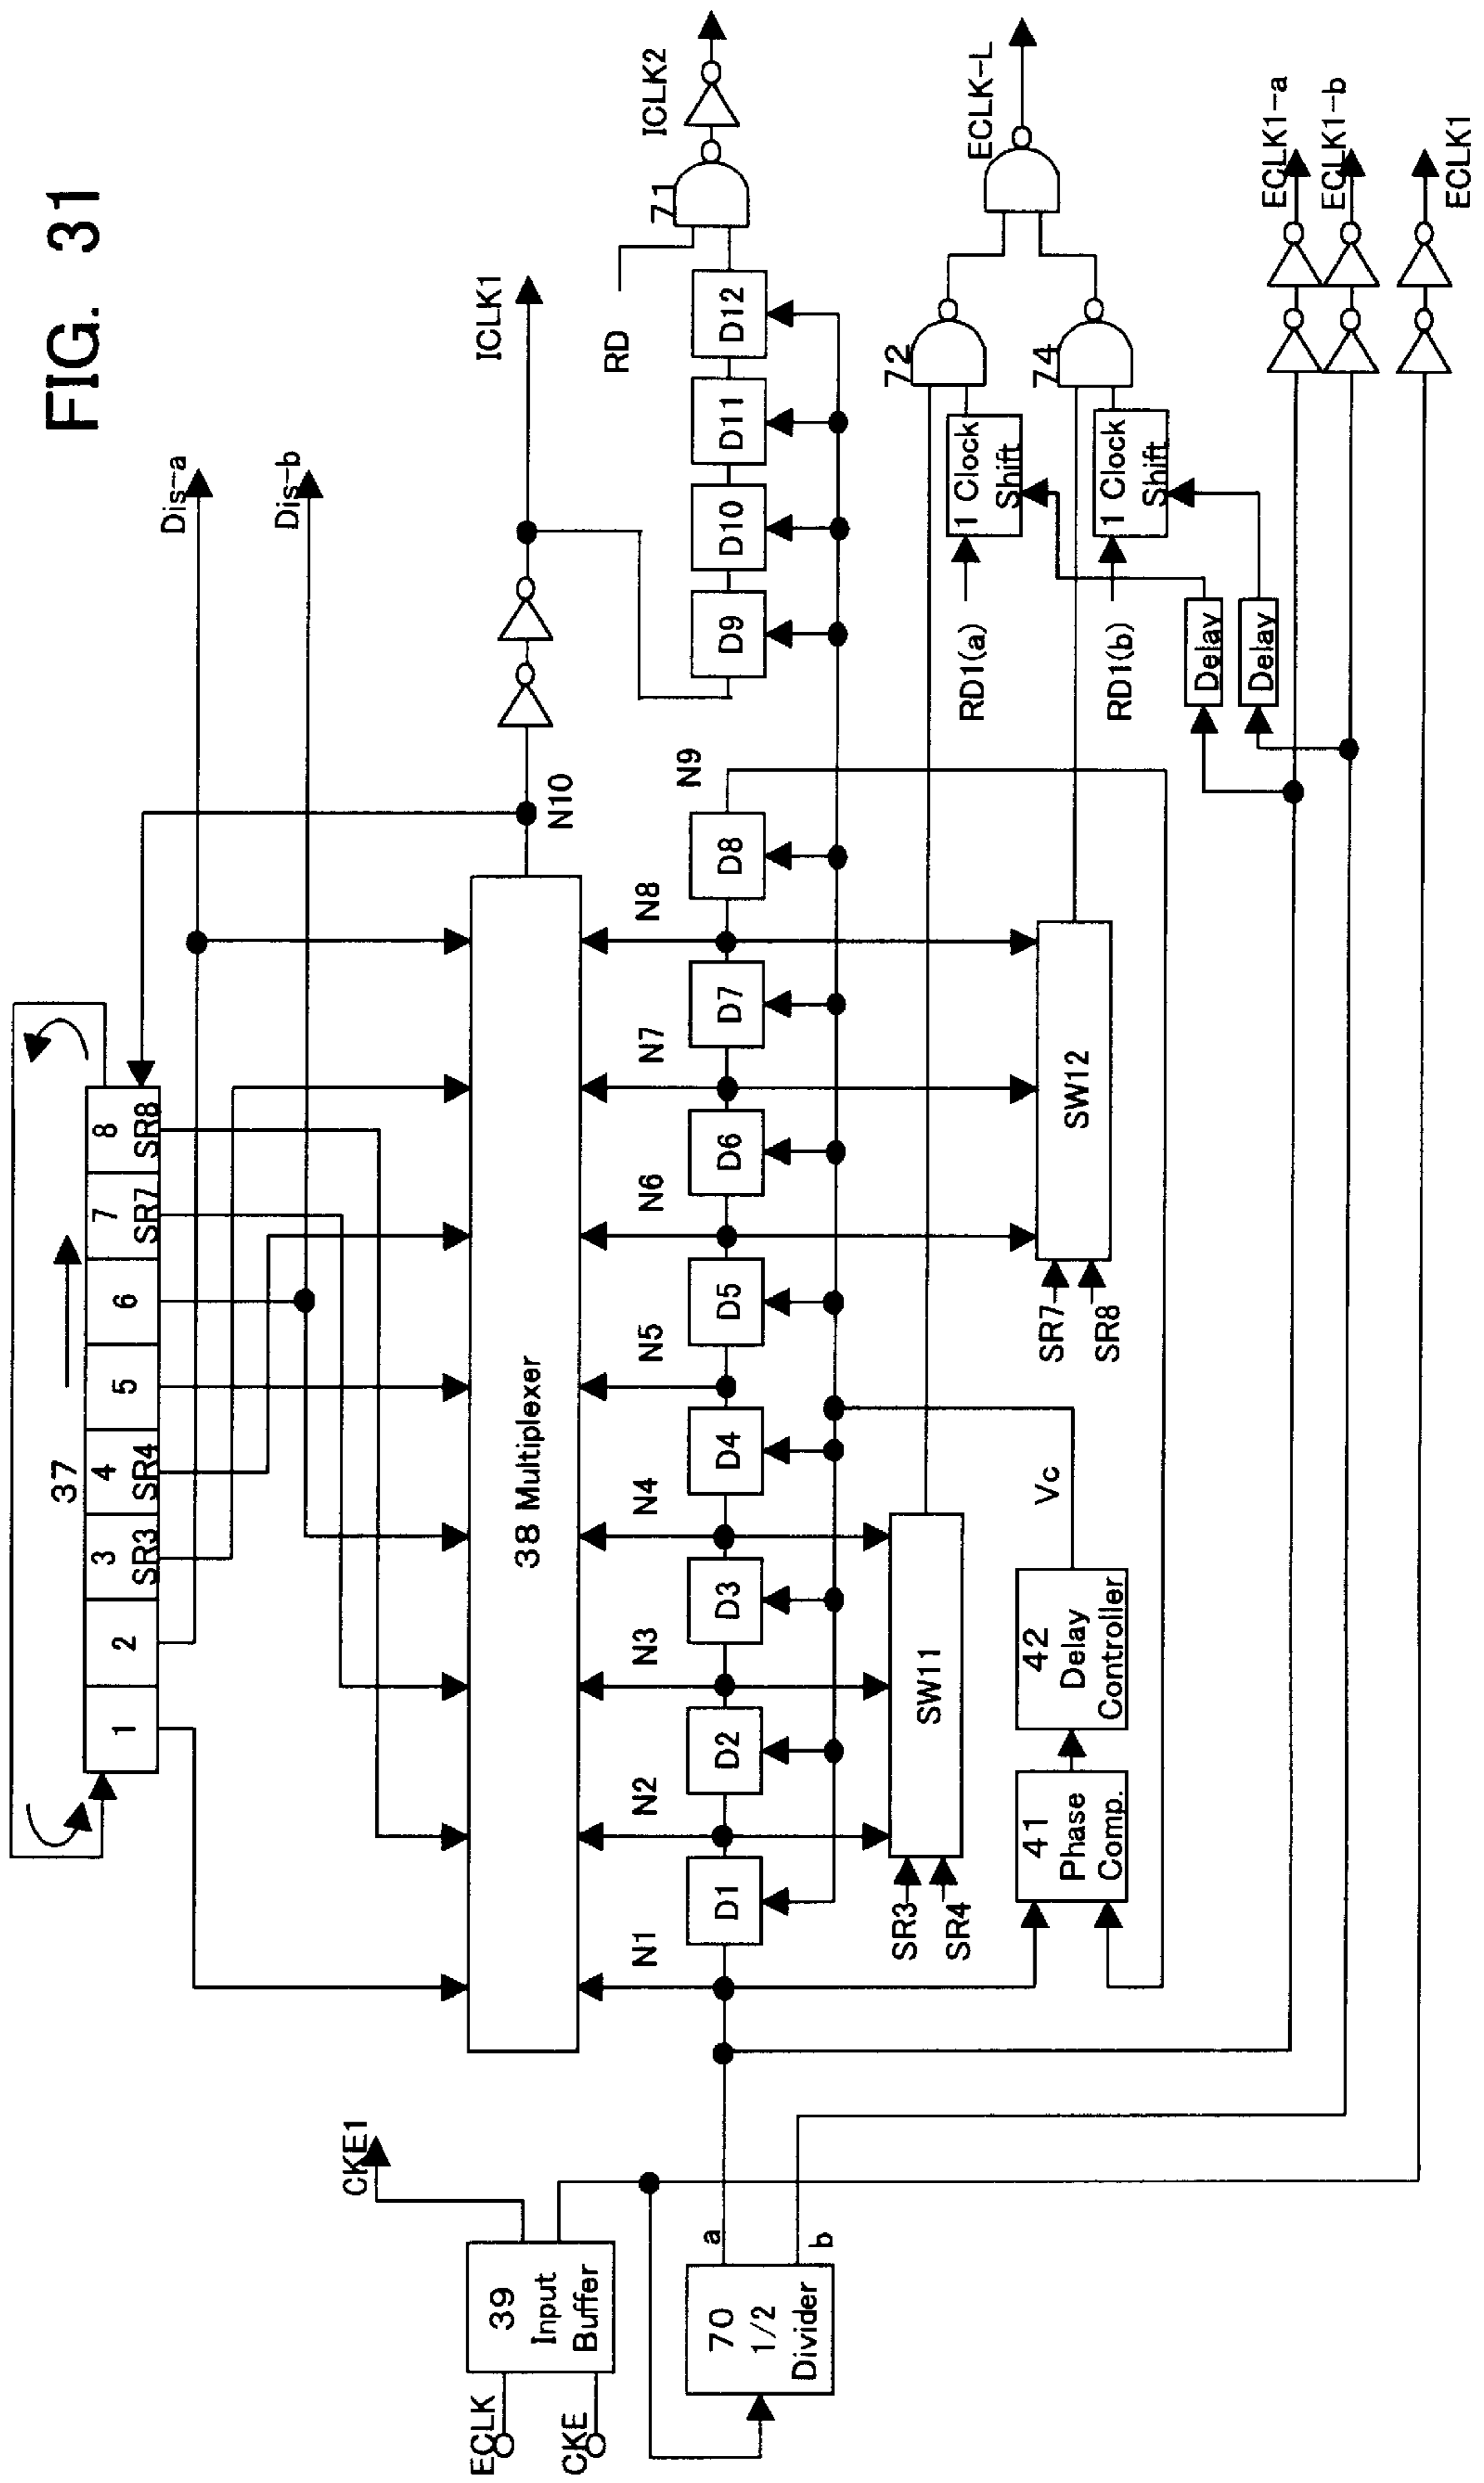 FIG. 31
37
1
2
3
SR3
4
SR4
5
6
7
SR7
8
SR8
Dis-a
Dis-b
CKE1
ECLK
CKE
39
Input
Buffer
38 Multiplexer
N10
ICLK1
N1
N2
N3
N4
N5
N6
N7
N8
N9
D1
D2
D3
D4
D5
D6
D7
D8
D9
D10
D11
D12
RD
71
ICLK2
70
1/2
Divider
a
b
SR3
SR4
SW11
SR7
SR8
SW12
41
Phase
Comp.
42
Delay
Controller
Vc
RD1(a)
1 Clock
Shift
72
RD1(b)
1 Clock
Shift
74
ECLK-L
Delay
Delay
ECLK1-a
ECLK1-b
ECLK1